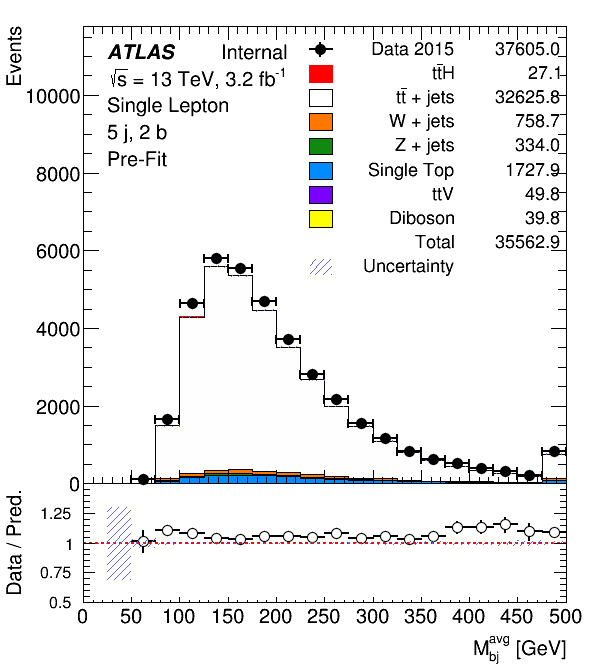 Events
ATLAS Internal
√s = 13 TeV, 3.2 fb⁻¹
Single Lepton
5 j, 2 b
Pre-Fit
Data 2015 37605.0
tt̄H 27.1
tt̄ + jets 32625.8
W + jets 758.7
Z + jets 334.0
Single Top 1727.9
ttV 49.8
Diboson 39.8
Total 35562.9
Uncertainty
10000
8000
6000
4000
2000
0
Data / Pred.
1.25
1
0.75
0.5
0 50 100 150 200 250 300 350 400 450 500
M_bj^avg [GeV]